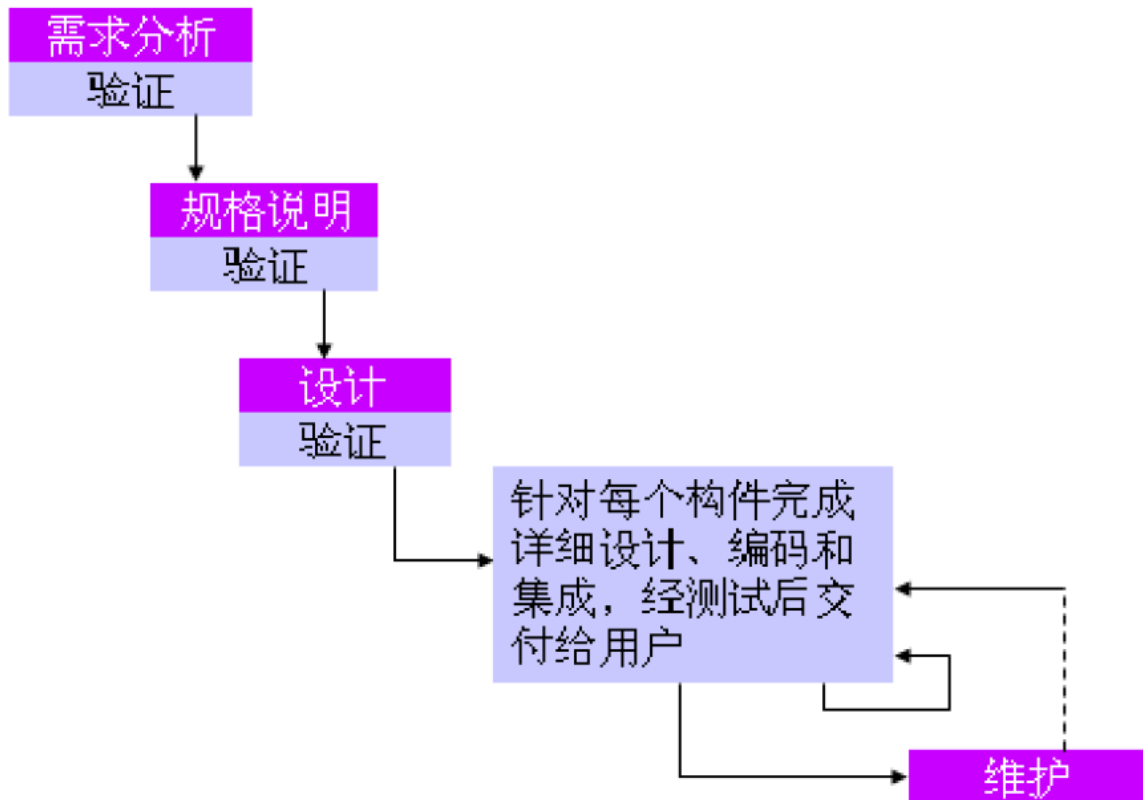 需求分析
验证
规格说明
验证
设计
验证
针对每个构件完成
详细设计、编码和
集成，经测试后交
付给用户
维护